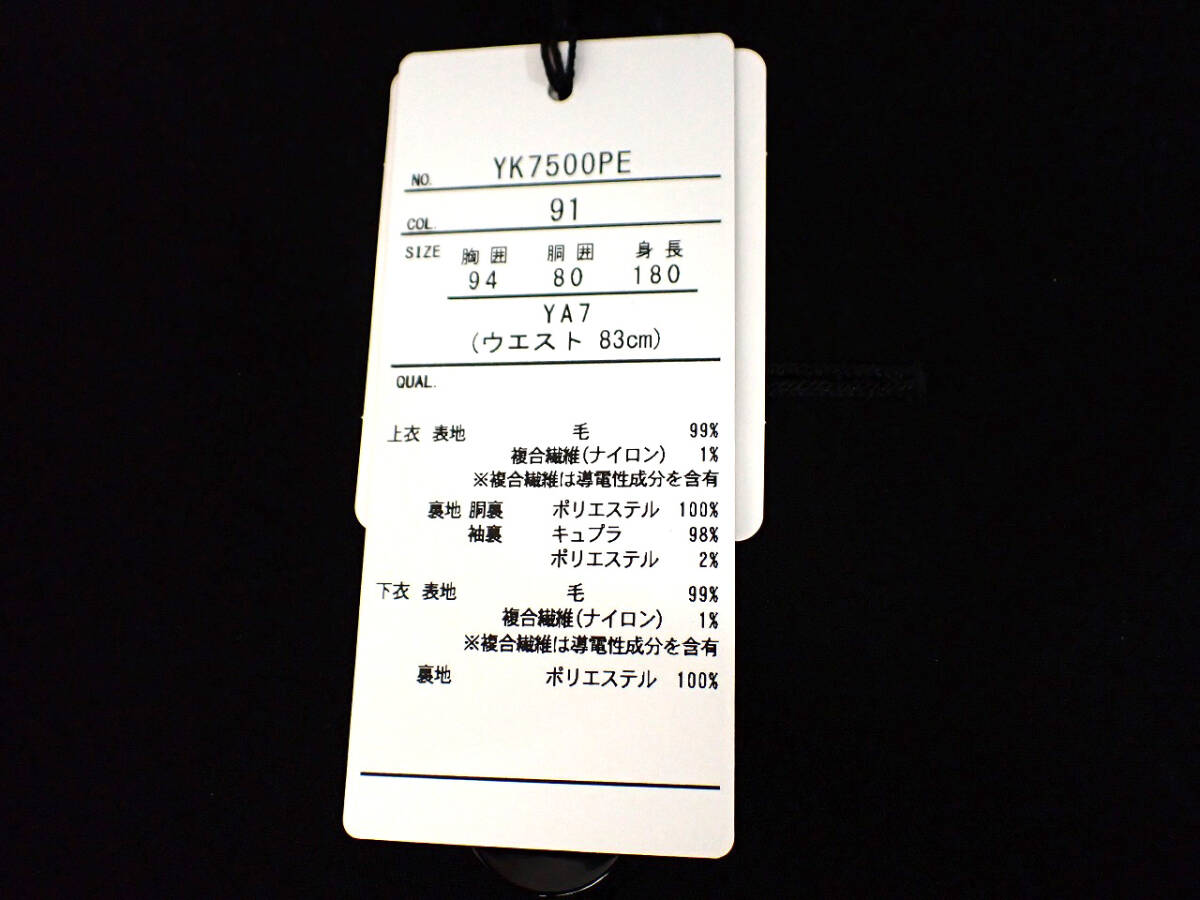 NO. YK7500PE
COL. 91
SIZE 胸囲 胴囲 身長
94 80 180
YA7
(ウエスト 83cm)
QUAL.
上衣 表地 毛 99%
複合繊維(ナイロン) 1%
※複合繊維は導電性成分を含有
裏地 胴裏 ポリエステル 100%
袖裏 キュプラ 98%
ポリエステル 2%
下衣 表地 毛 99%
複合繊維(ナイロン) 1%
※複合繊維は導電性成分を含有
裏地 ポリエステル 100%